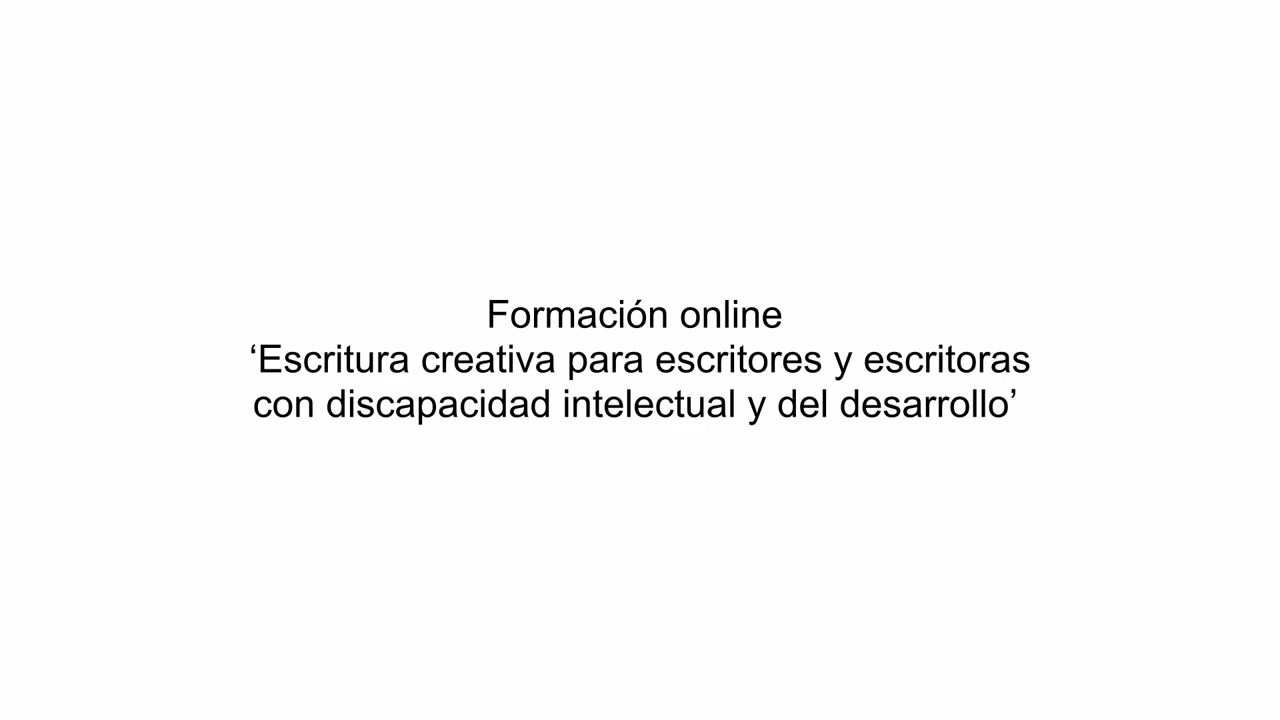 Formación online
‘Escritura creativa para escritores y escritoras
con discapacidad intelectual y del desarrollo’